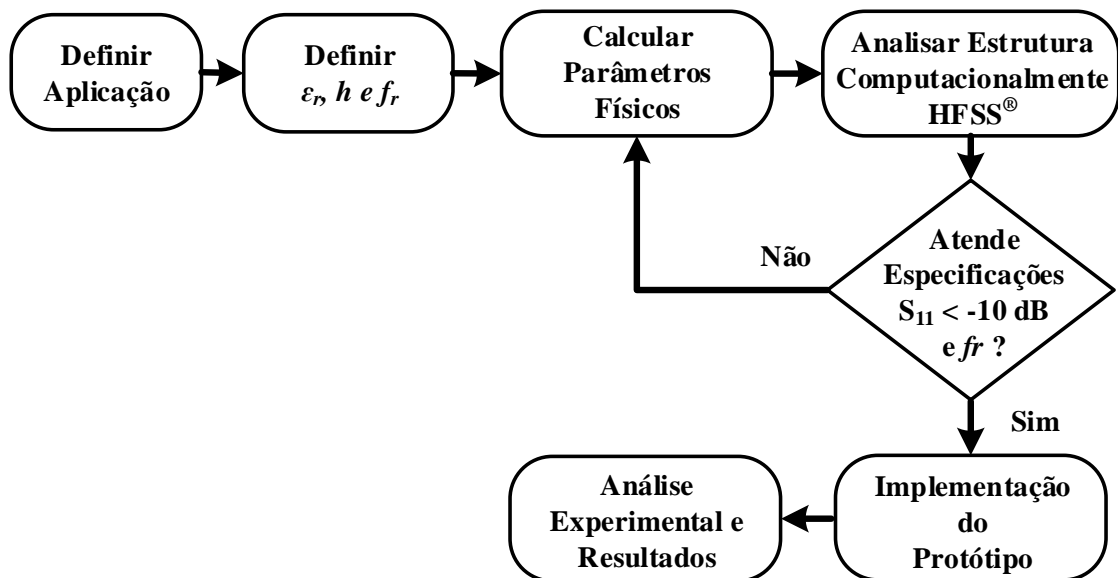 Definir
Aplicação
Definir
εr, h e fr
Calcular
Parâmetros
Físicos
Analisar Estrutura
Computacionalmente
HFSS®
Atende
Especificações
S11 < -10 dB
e fr ?
Não
Sim
Implementação
do
Protótipo
Análise
Experimental e
Resultados